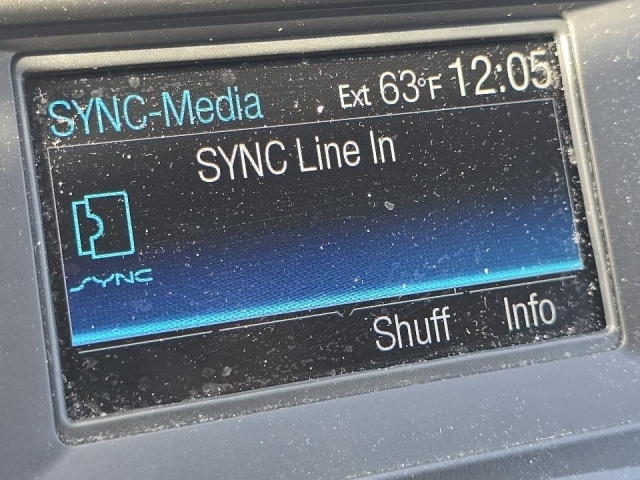 SYNC-Media Ext 63°F 12:05
SYNC Line In
SYNC
Shuff Info